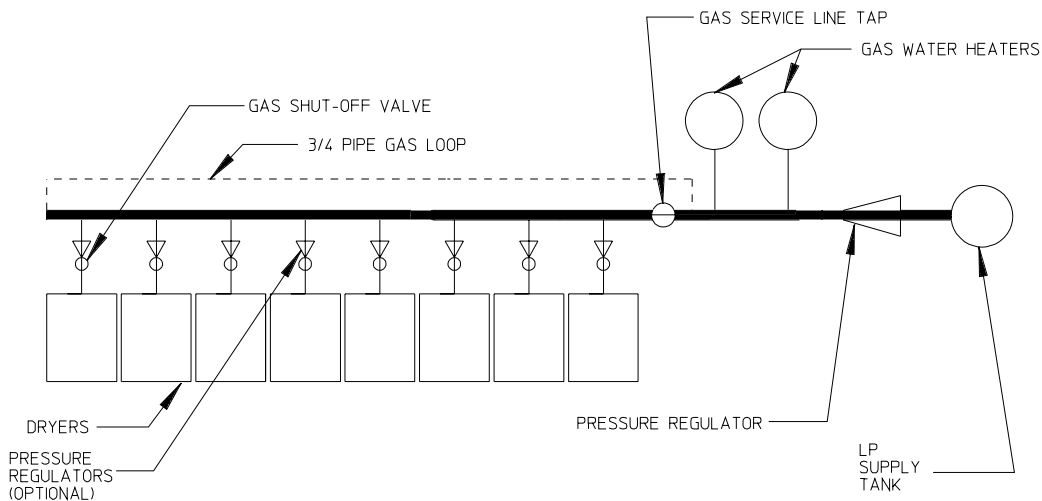 GAS SERVICE LINE TAP
GAS WATER HEATERS
GAS SHUT-OFF VALVE
3/4 PIPE GAS LOOP
DRYERS
PRESSURE REGULATOR
PRESSURE
REGULATORS
(OPTIONAL)
LP
SUPPLY
TANK